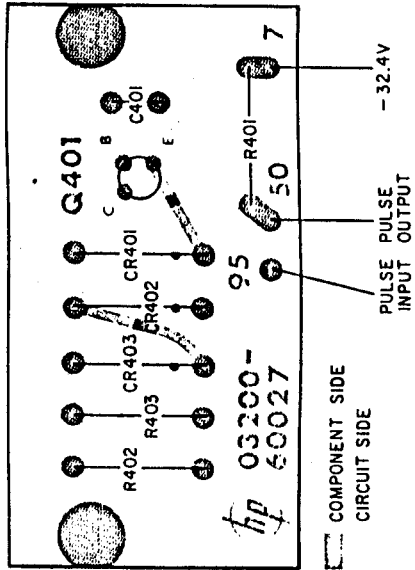 Q401
C
B
E
C401
CR401
CR402
CR403
R403
R402
R401
95
50
7
hp
03200-
60027
PULSE INPUT
PULSE OUTPUT
-32.4V
COMPONENT SIDE
CIRCUIT SIDE